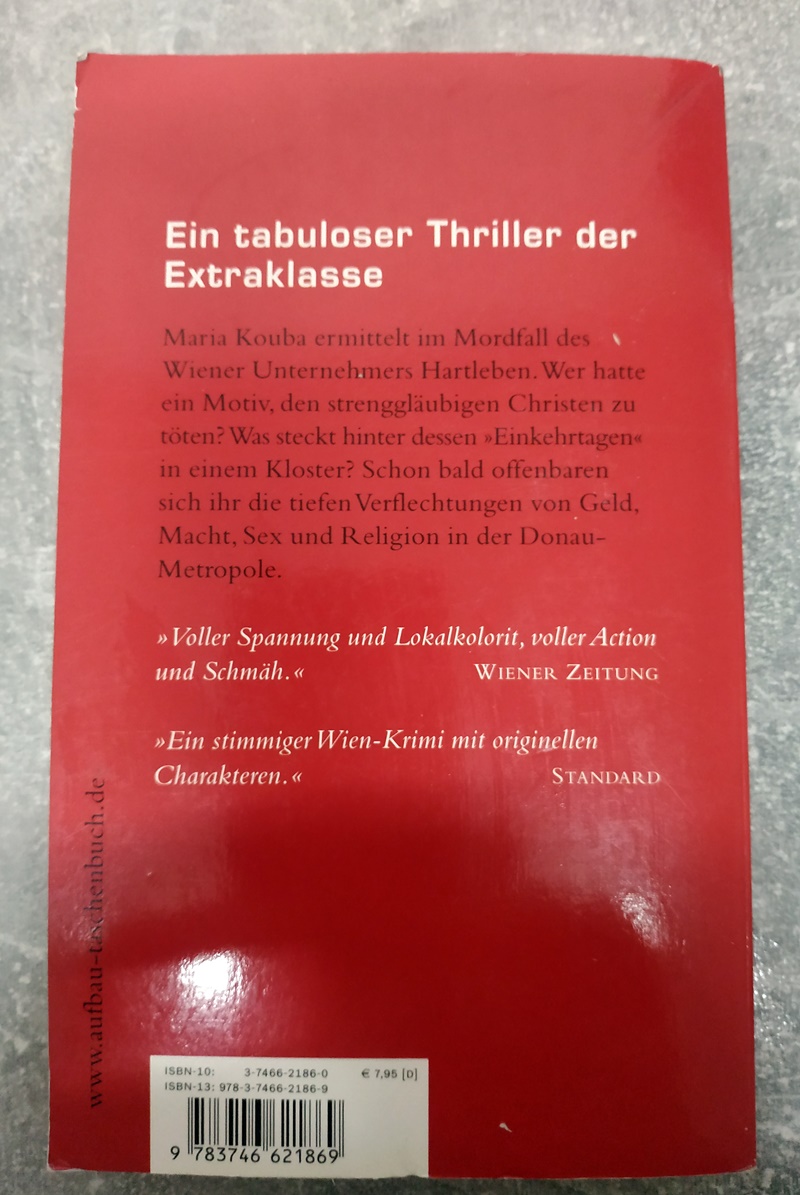 Ein tabuloser Thriller der
Extraklasse
Maria Kouba ermittelt im Mordfall des
Wiener Unternehmers Hartleben. Wer hatte
ein Motiv, den strenggläubigen Christen zu
töten? Was steckt hinter dessen »Einkehrtagen«
in einem Kloster? Schon bald offenbaren
sich ihr die tiefen Verflechtungen von Geld,
Macht, Sex und Religion in der Donau-
Metropole.
»Voller Spannung und Lokalkolorit, voller Action
und Schmäh.« WIENER ZEITUNG
»Ein stimmiger Wien-Krimi mit originellen
Charakteren.« STANDARD
www.aufbau-taschenbuch.de
ISBN-10: 3-7466-2186-0 € 7,95 [D]
ISBN-13: 978-3-7466-2186-9
9 783746 621869